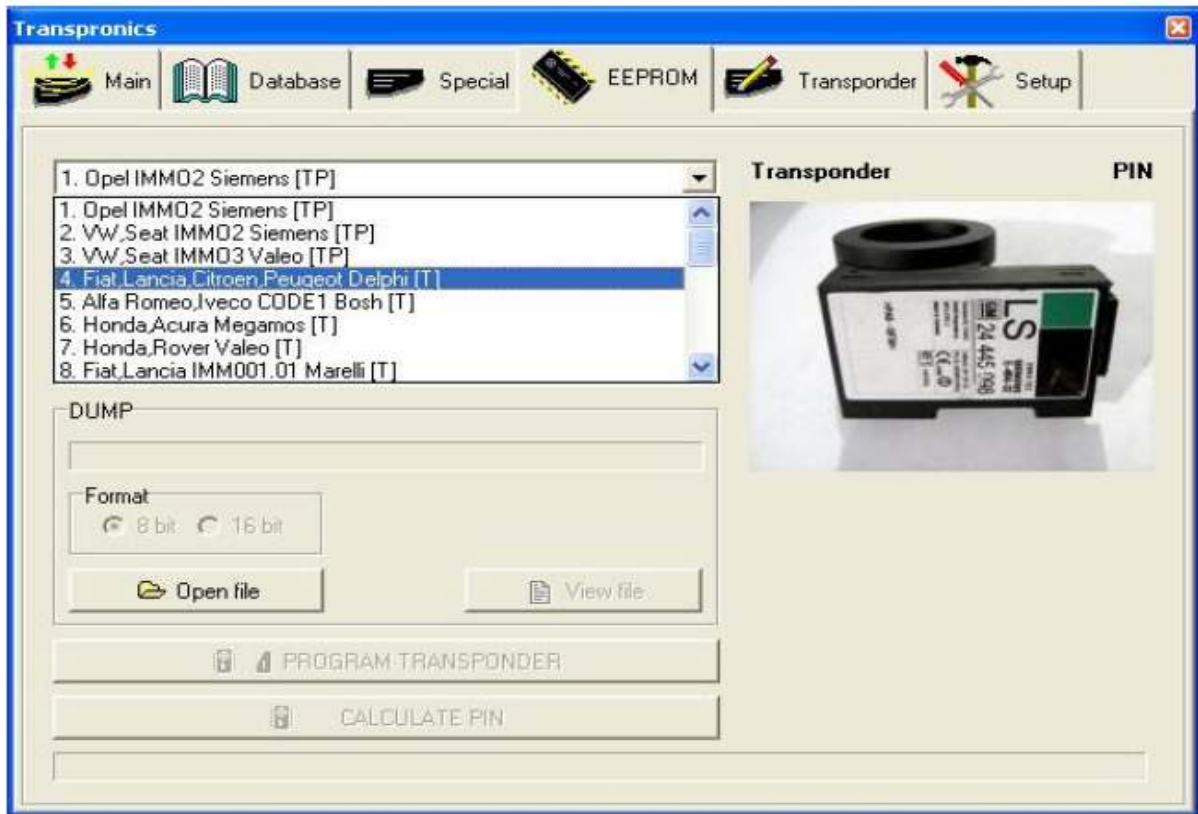 Transpronics
Main
Database
Special
EEPROM
Transponder
Setup
1. Opel IMMO2 Siemens [TP]
1. Opel IMMO2 Siemens [TP]
2. VW,Seat IMMO2 Siemens [TP]
3. VW,Seat IMMO3 Valeo [TP]
4. Fiat,Lancia,Citroen,Peugeot Delphi [T]
5. Alfa Romeo,Iveco CODE1 Bosh [T]
6. Honda,Acura Megamos [T]
7. Honda,Rover Valeo [T]
8. Fiat,Lancia IMM001.01 Marelli [T]
Transponder PIN
LS
GM 24 445 098
SIEMENS
CE
DUMP
Format
8 bit 16 bit
Open file
View file
PROGRAM TRANSPONDER
CALCULATE PIN